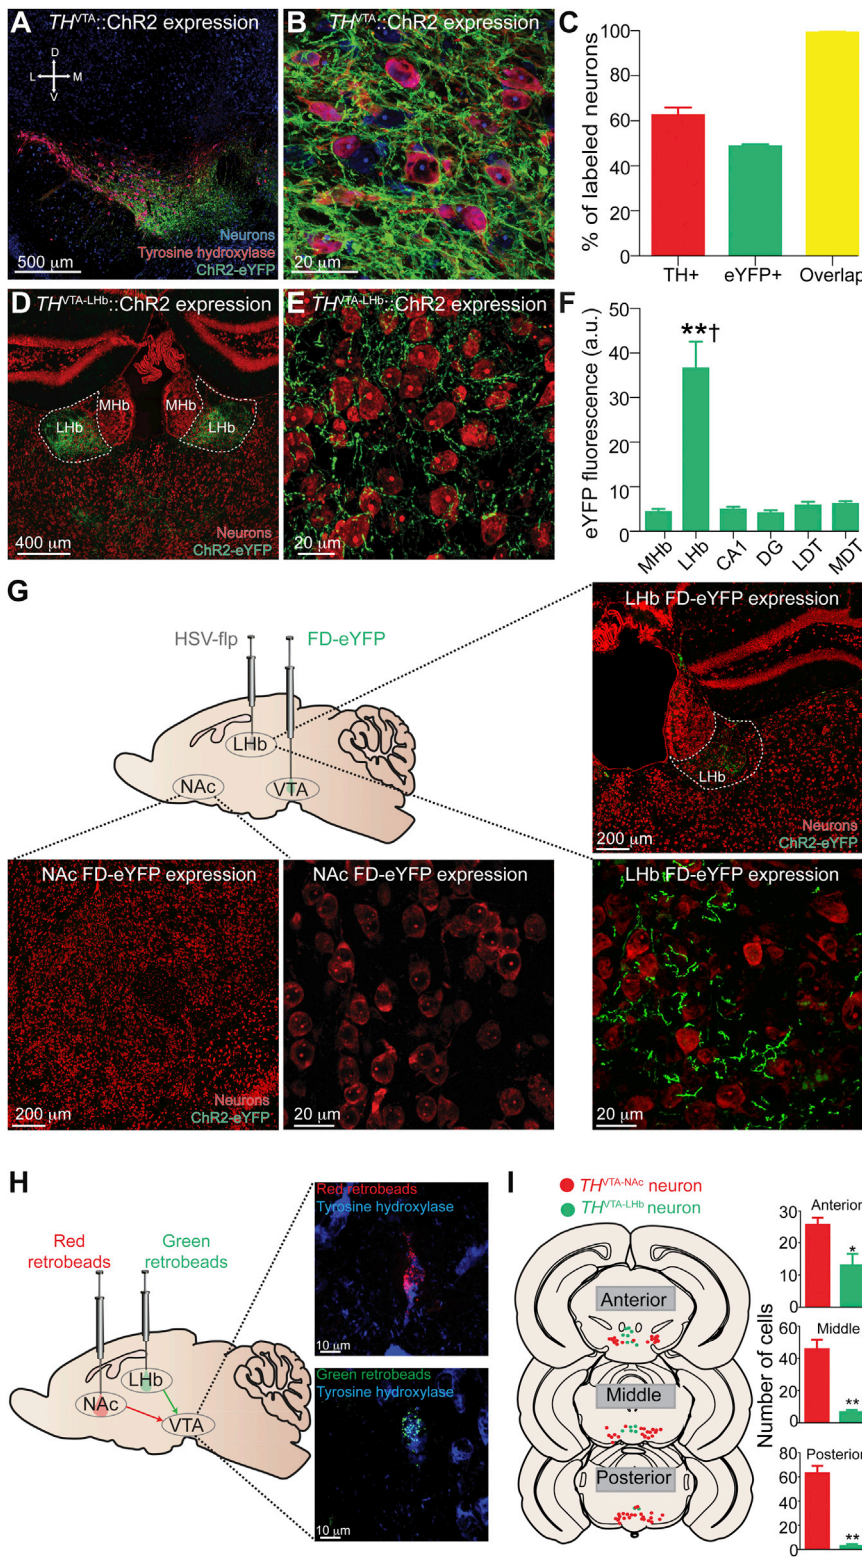 A
TH^VTA::ChR2 expression
D
L
M
V
Neurons
Tyrosine hydroxylase
ChR2-eYFP
500 μm
B
TH^VTA::ChR2 expression
20 μm
C
% of labeled neurons
100
80
60
40
20
0
TH+
eYFP+
Overlap
D
TH^VTA-LHb::ChR2 expression
MHb
MHb
LHb
LHb
Neurons
ChR2-eYFP
400 μm
E
TH^VTA-LHb::ChR2 expression
20 μm
F
eYFP fluorescence (a.u.)
50
40
30
20
10
0
**†
MHb
LHb
CA1
DG
LDT
MDT
G
HSV-flp
FD-eYFP
LHb
NAc
VTA
LHb FD-eYFP expression
LHb
Neurons
ChR2-eYFP
200 μm
NAc FD-eYFP expression
Neurons
ChR2-eYFP
200 μm
NAc FD-eYFP expression
20 μm
LHb FD-eYFP expression
20 μm
H
Red
retrobeads
Green
retrobeads
LHb
NAc
VTA
Red retrobeads
Tyrosine hydroxylase
10 μm
Green retrobeads
Tyrosine hydroxylase
10 μm
I
TH^VTA-NAc neuron
TH^VTA-LHb neuron
Anterior
Middle
Posterior
Number of cells
Anterior
30
20
10
0
*
Middle
60
40
20
0
**
Posterior
80
60
40
20
0
**